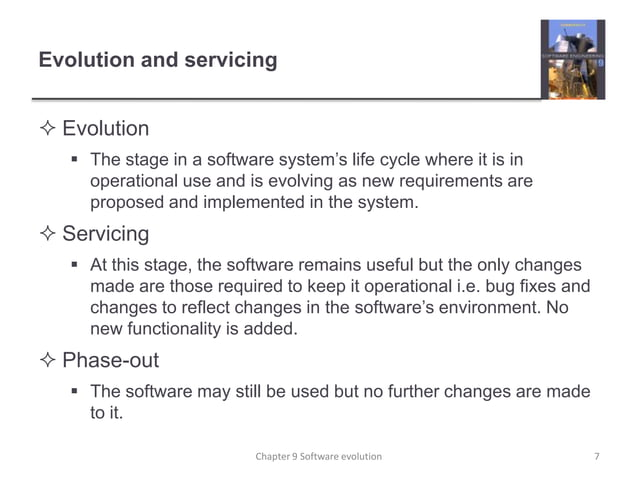 Evolution and servicing
SOFTWARE ENGINEERING
9
✧ Evolution
▪ The stage in a software system’s life cycle where it is in
operational use and is evolving as new requirements are
proposed and implemented in the system.
✧ Servicing
▪ At this stage, the software remains useful but the only changes
made are those required to keep it operational i.e. bug fixes and
changes to reflect changes in the software’s environment. No
new functionality is added.
✧ Phase-out
▪ The software may still be used but no further changes are made
to it.
Chapter 9 Software evolution
7